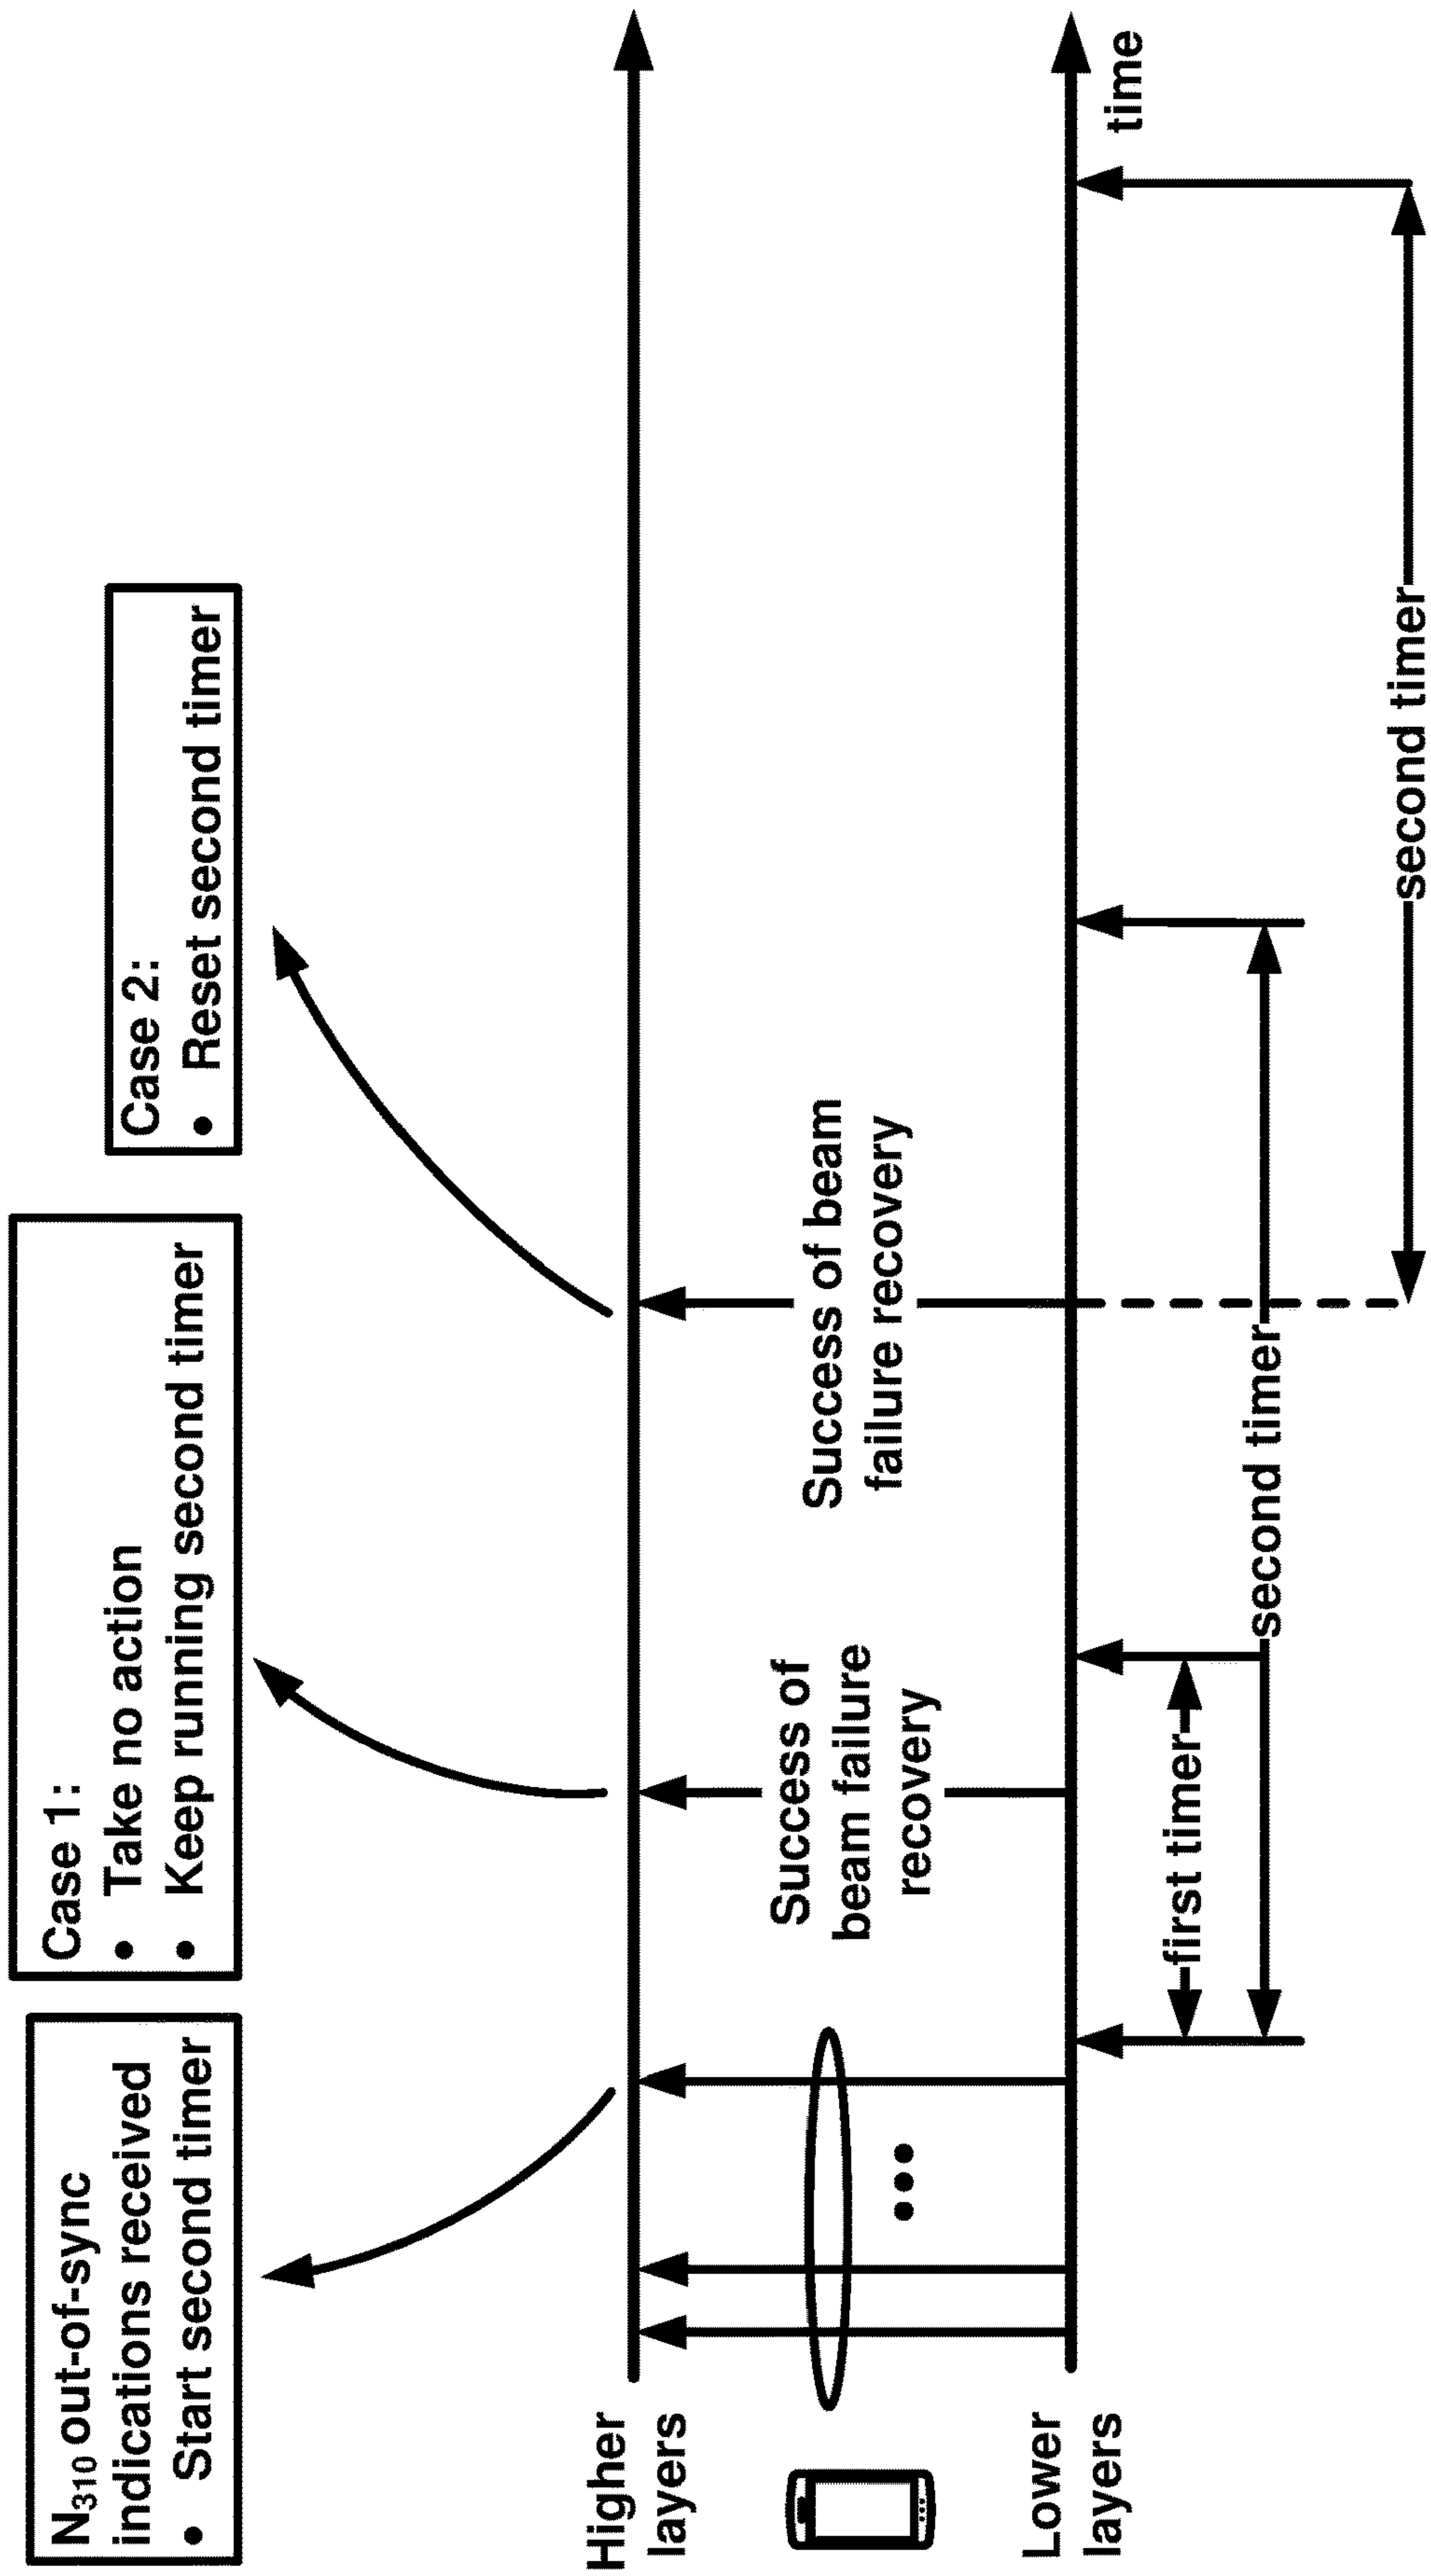 N310 out-of-sync
indications received
• Start second timer
Case 1:
• Take no action
• Keep running second timer
Case 2:
• Reset second timer
Higher
layers
Success of
beam failure
recovery
Success of beam
failure recovery
Lower
layers
time
first timer
second timer
second timer